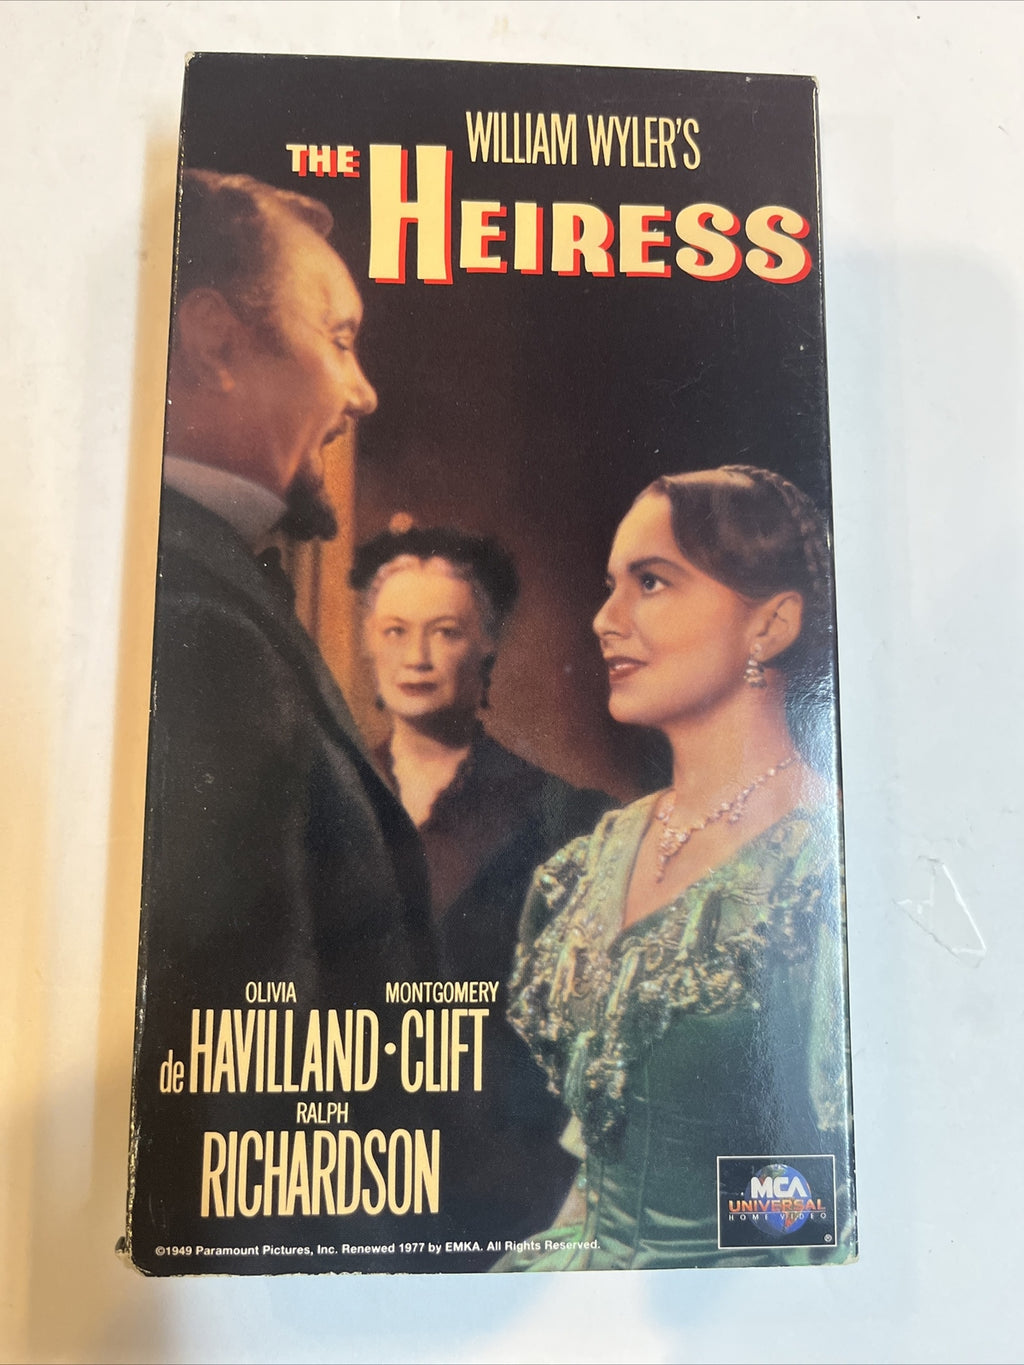 WILLIAM WYLER'S
THE HEIRESS
OLIVIA MONTGOMERY
de HAVILLAND • CLIFT
RALPH
RICHARDSON
MCA
UNIVERSAL
HOME VIDEO
®
©1949 Paramount Pictures, Inc. Renewed 1977 by EMKA. All Rights Reserved.